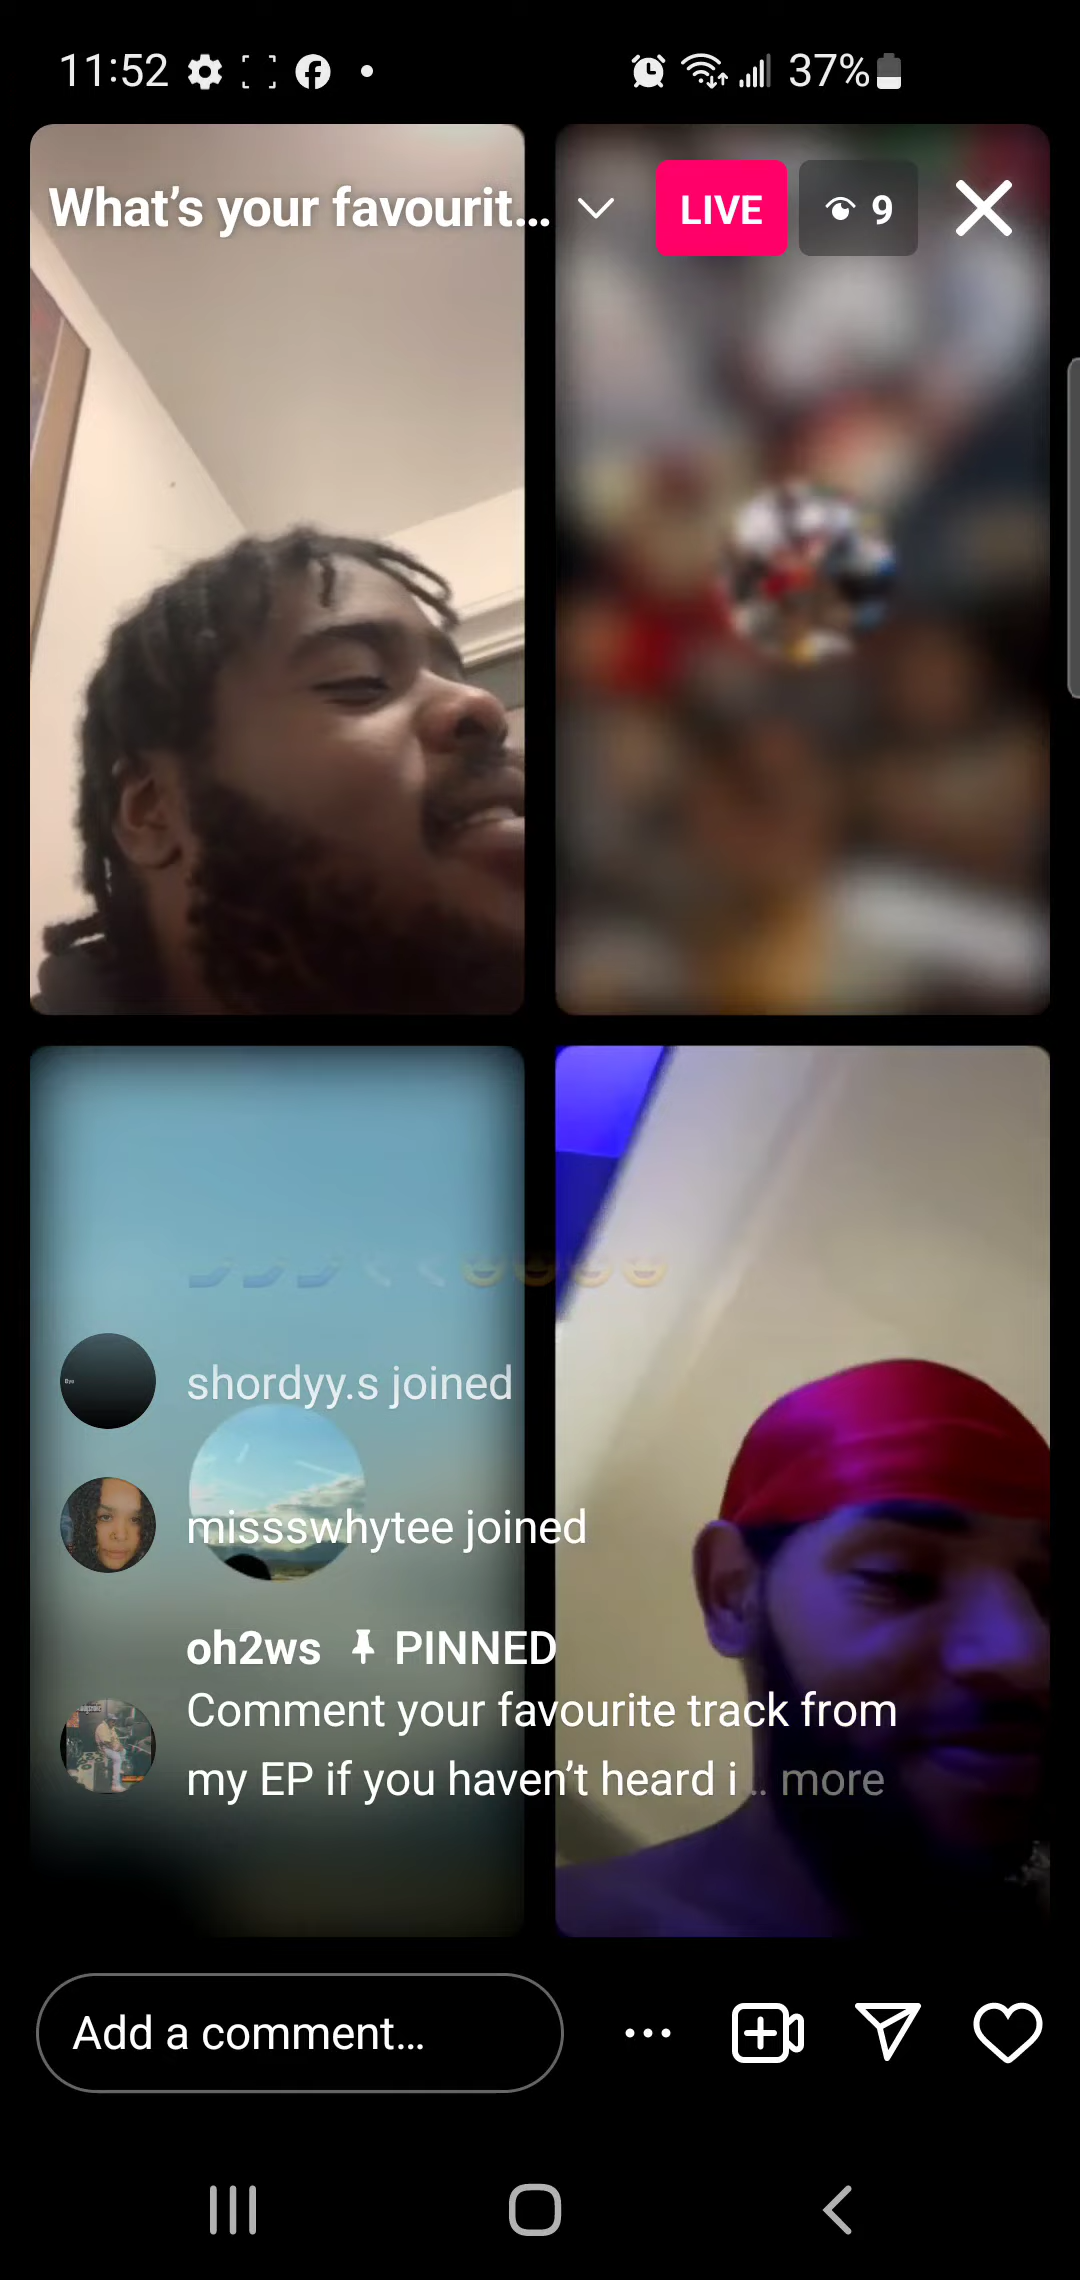 11:52
37%
What's your favourit...
LIVE
9
shordyy.s joined
missswhytee joined
oh2ws PINNED
Comment your favourite track from
my EP if you haven't heard i... more
Add a comment...